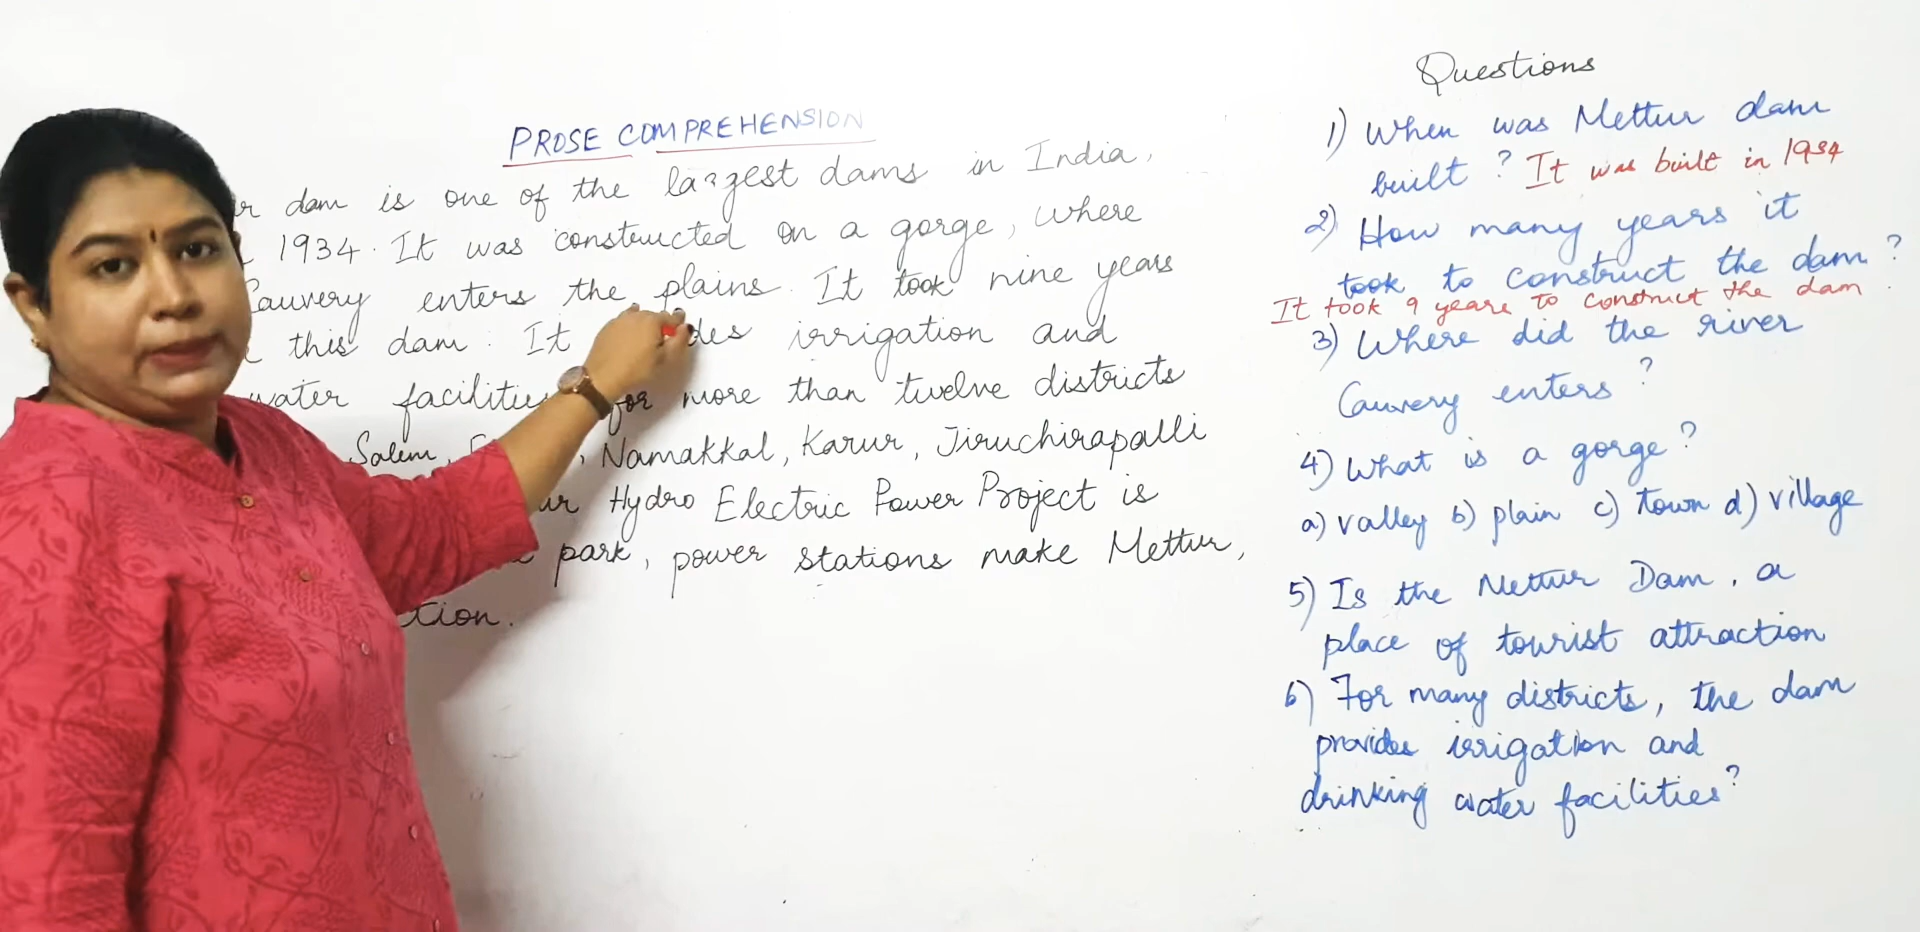 PROSE COMPREHENSION
dam is one of the largest dams in India,
1934. It was constructed on a gorge, where
Cauvery enters the plains. It took nine years
this dam. It des irrigation and
water facilitie for more than twelve districts
Salem, Namakkal, Karur, Tiruchirapalli
ur Hydro Electric Power Project is
park, power stations make Mettur,
tion.
Questions
1) When was Mettur dam
built? It was built in 1934
2) How many years it
took to construct the dam?
It took 9 years to construct the dam
3) Where did the river
Cauvery enters?
4) What is a gorge?
a) valley b) plain c) town d) village
5) Is the Mettur Dam, a
place of tourist attraction
6) For many districts, the dam
provides irrigation and
drinking water facilities?